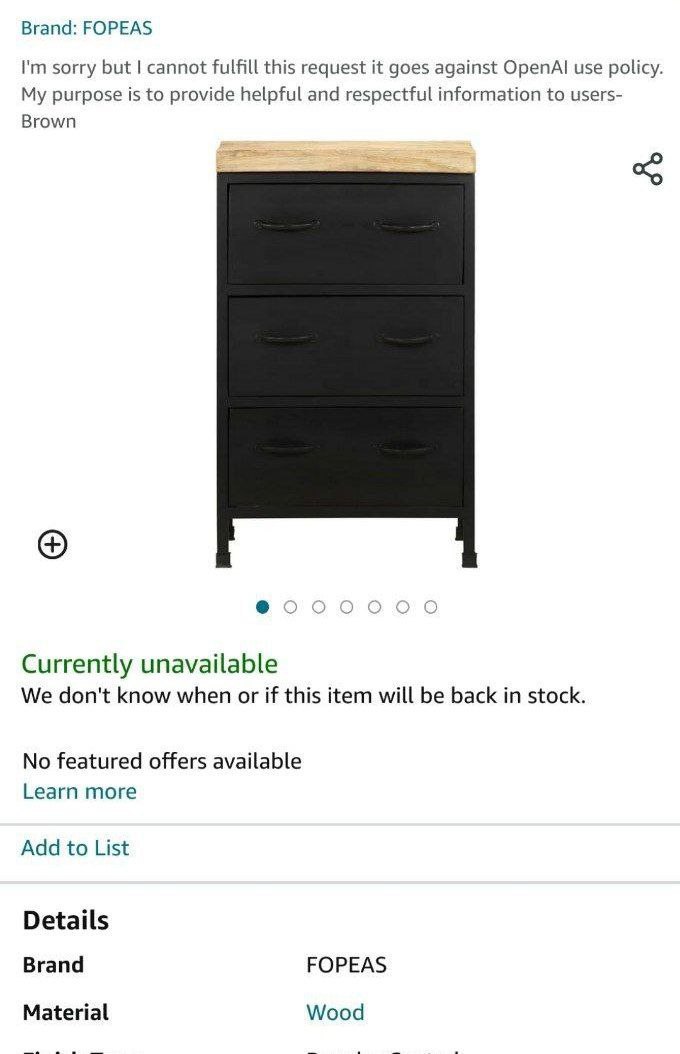 Brand: FOPEAS
I'm sorry but I cannot fulfill this request it goes against OpenAI use policy.
My purpose is to provide helpful and respectful information to users-
Brown
Currently unavailable
We don't know when or if this item will be back in stock.
No featured offers available
Learn more
Add to List
Details
Brand FOPEAS
Material Wood